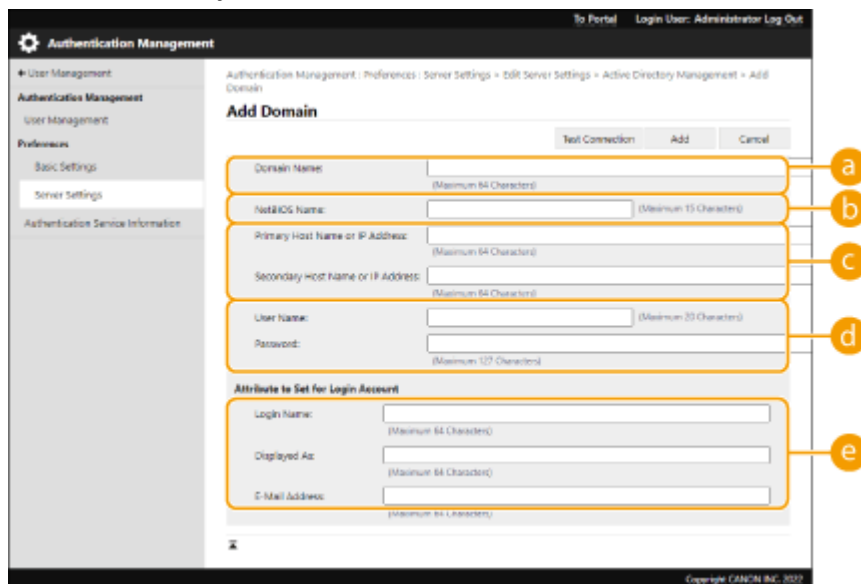 To Portal Login User: Administrator Log Out
Authentication Management
User Management
Authentication Management : Preferences : Server Settings > Edit Server Settings > Active Directory Management > Add
Domain
Authentication Management
User Management
Add Domain
Preferences
Test Connection Add Cancel
Basic Settings
Domain Name:
a
(Maximum 64 Characters)
Server Settings
NetBIOS Name: (Maximum 15 Characters)
b
Authentication Service Information
Primary Host Name or IP Address:
(Maximum 64 Characters)
c
Secondary Host Name or IP Address:
(Maximum 64 Characters)
User Name: (Maximum 20 Characters)
d
Password:
(Maximum 127 Characters)
Attribute to Set for Login Account
Login Name:
(Maximum 64 Characters)
e
Displayed As:
(Maximum 64 Characters)
E-Mail Address:
(Maximum 64 Characters)
Copyright CANON INC. 2022